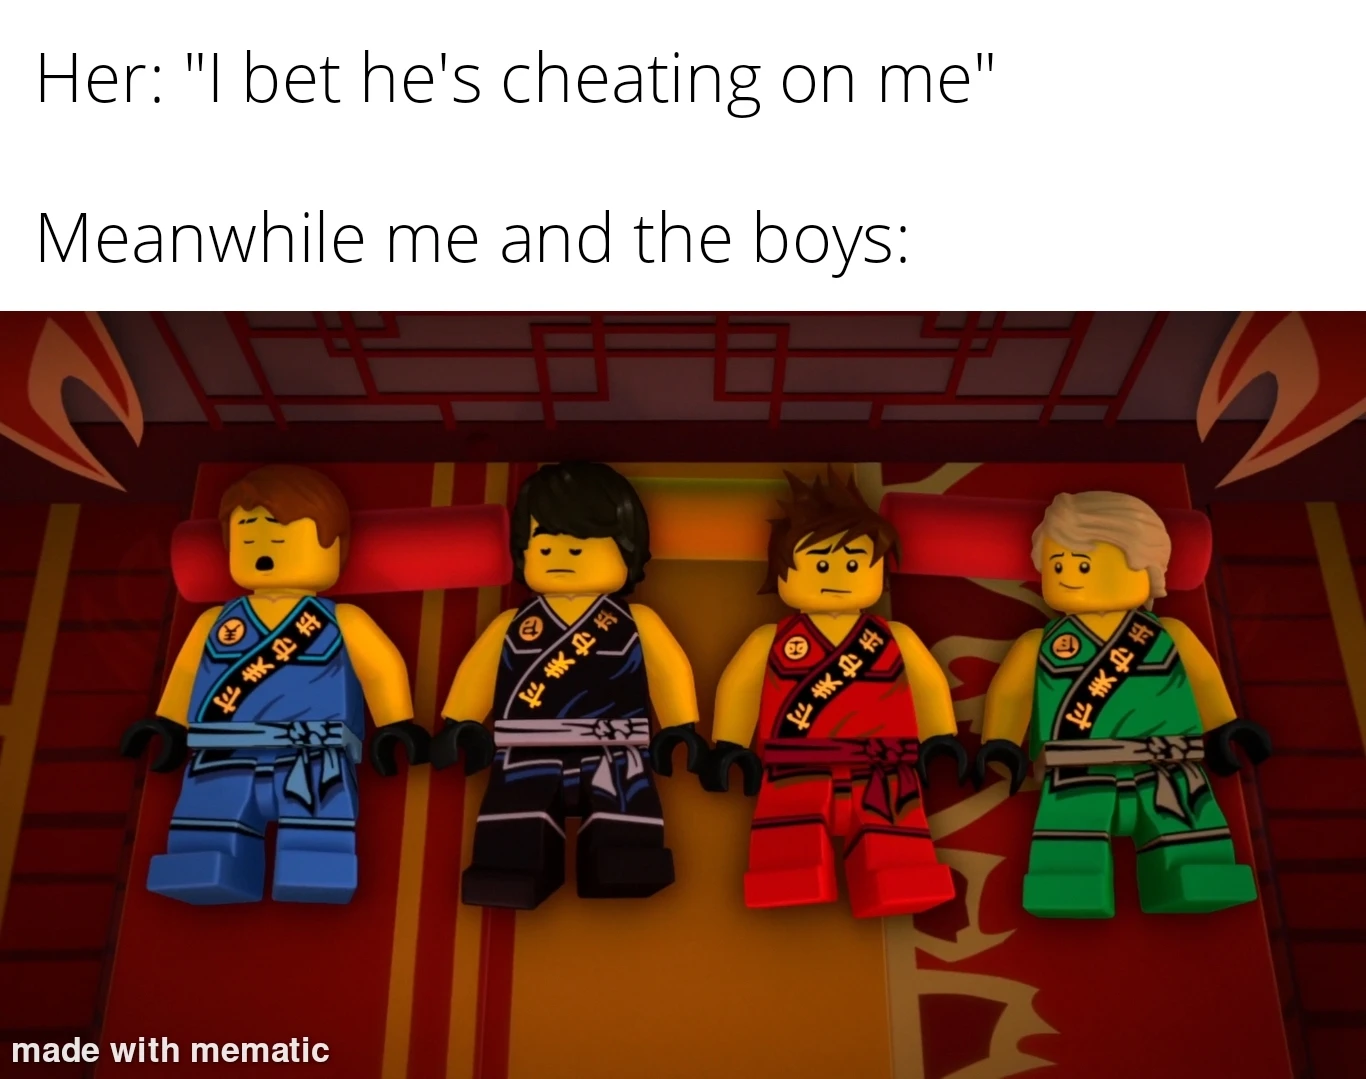 Her: "I bet he's cheating on me"
Meanwhile me and the boys:
made with mematic